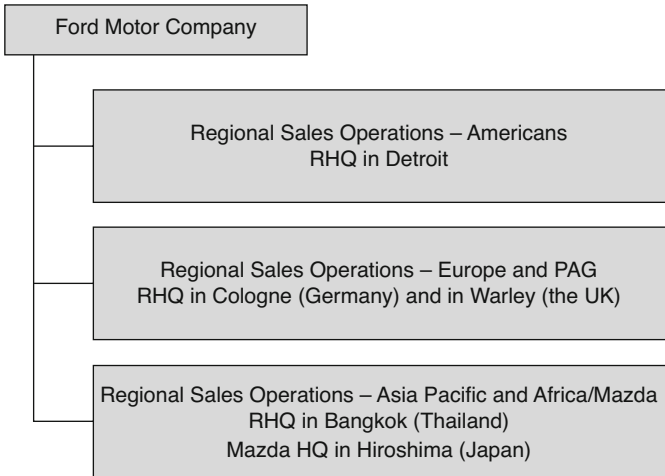 Ford Motor Company
Regional Sales Operations – Americans
RHQ in Detroit
Regional Sales Operations – Europe and PAG
RHQ in Cologne (Germany) and in Warley (the UK)
Regional Sales Operations – Asia Pacific and Africa/Mazda
RHQ in Bangkok (Thailand)
Mazda HQ in Hiroshima (Japan)